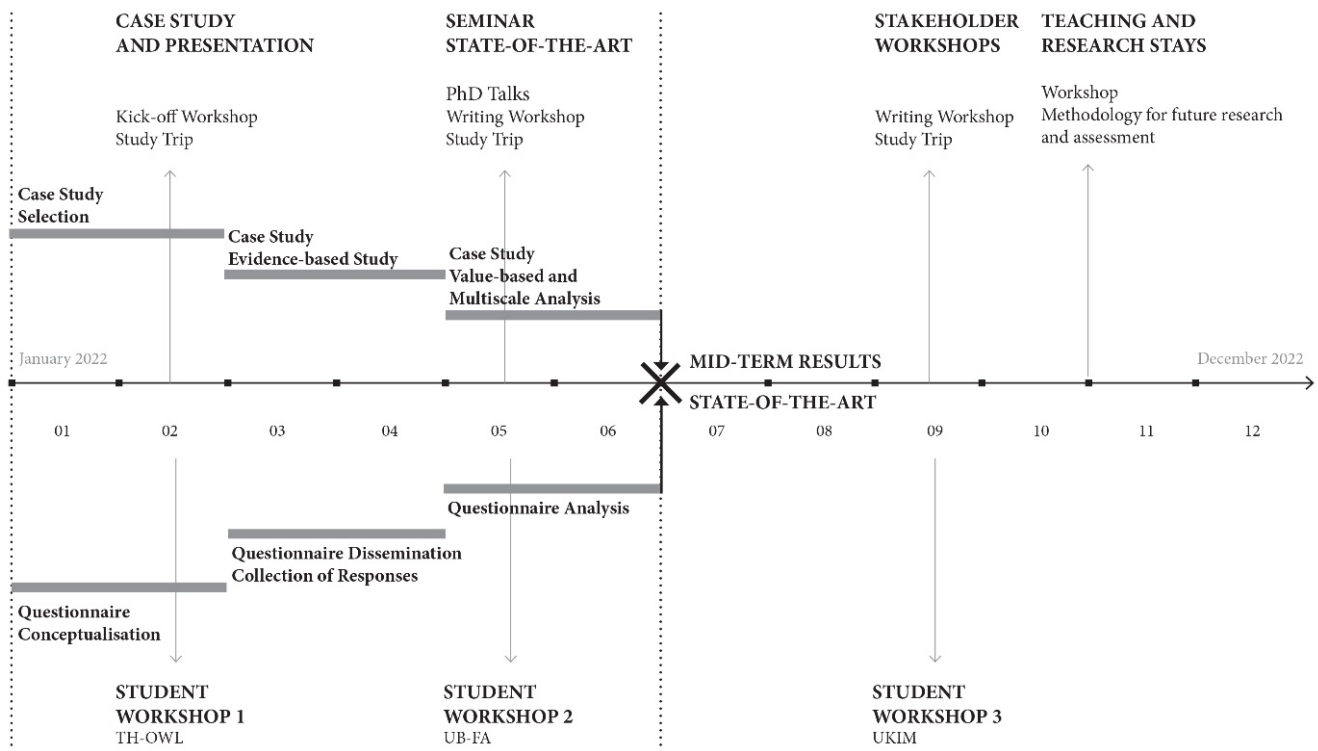 CASE STUDY
AND PRESENTATION
SEMINAR
STATE-OF-THE-ART
STAKEHOLDER
WORKSHOPS
TEACHING AND
RESEARCH STAYS
Kick-off Workshop
Study Trip
PhD Talks
Writing Workshop
Study Trip
Writing Workshop
Study Trip
Workshop
Methodology for future research
and assessment
Case Study
Selection
Case Study
Evidence-based Study
Case Study
Value-based and
Multiscale Analysis
January 2022
MID-TERM RESULTS
December 2022
STATE-OF-THE-ART
01
02
03
04
05
06
07
08
09
10
11
12
Questionnaire Analysis
Questionnaire Dissemination
Collection of Responses
Questionnaire
Conceptualisation
STUDENT
WORKSHOP 1
TH-OWL
STUDENT
WORKSHOP 2
UB-FA
STUDENT
WORKSHOP 3
UKIM